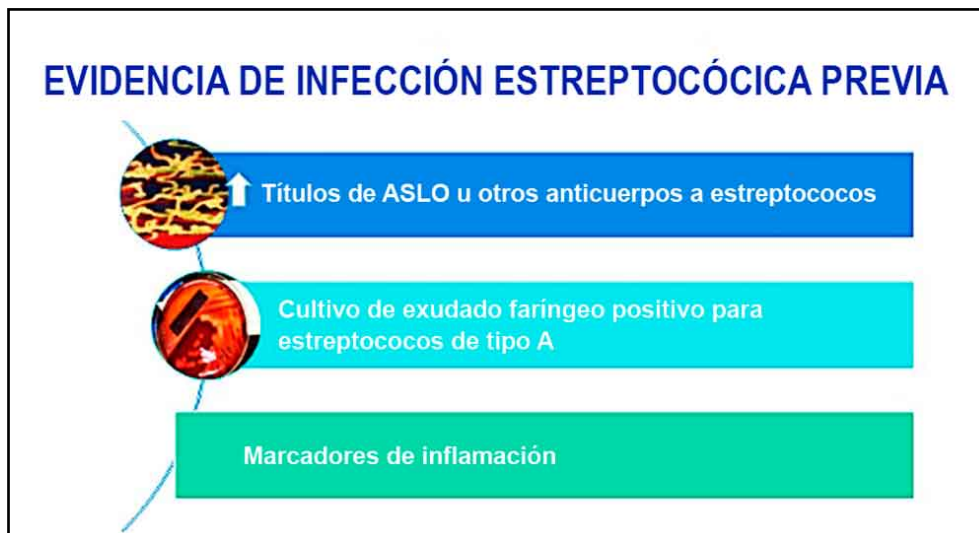 EVIDENCIA DE INFECCIÓN ESTREPTOCÓCICA PREVIA
Títulos de ASLO u otros anticuerpos a estreptococos
Cultivo de exudado faríngeo positivo para
estreptococos de tipo A
Marcadores de inflamación